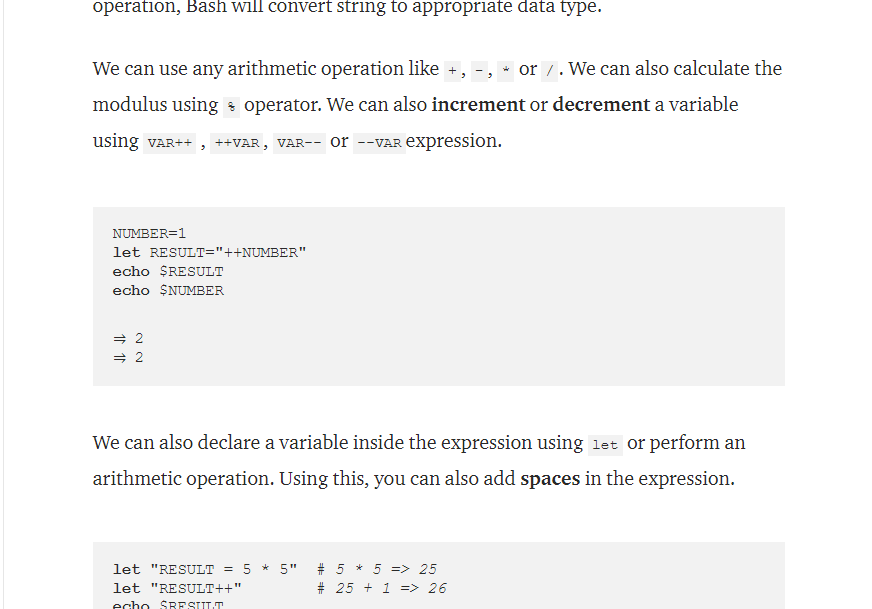 operation, Bash will convert string to appropriate data type.
We can use any arithmetic operation like +, -, * or /. We can also calculate the
modulus using % operator. We can also increment or decrement a variable
using VAR++ , ++VAR, VAR-- or --VAR expression.
NUMBER=1
let RESULT="++NUMBER"
echo $RESULT
echo $NUMBER
⇒ 2
⇒ 2
We can also declare a variable inside the expression using let or perform an
arithmetic operation. Using this, you can also add spaces in the expression.
let "RESULT = 5 * 5"  # 5 * 5 => 25
let "RESULT++"        # 25 + 1 => 26
echo $RESULT